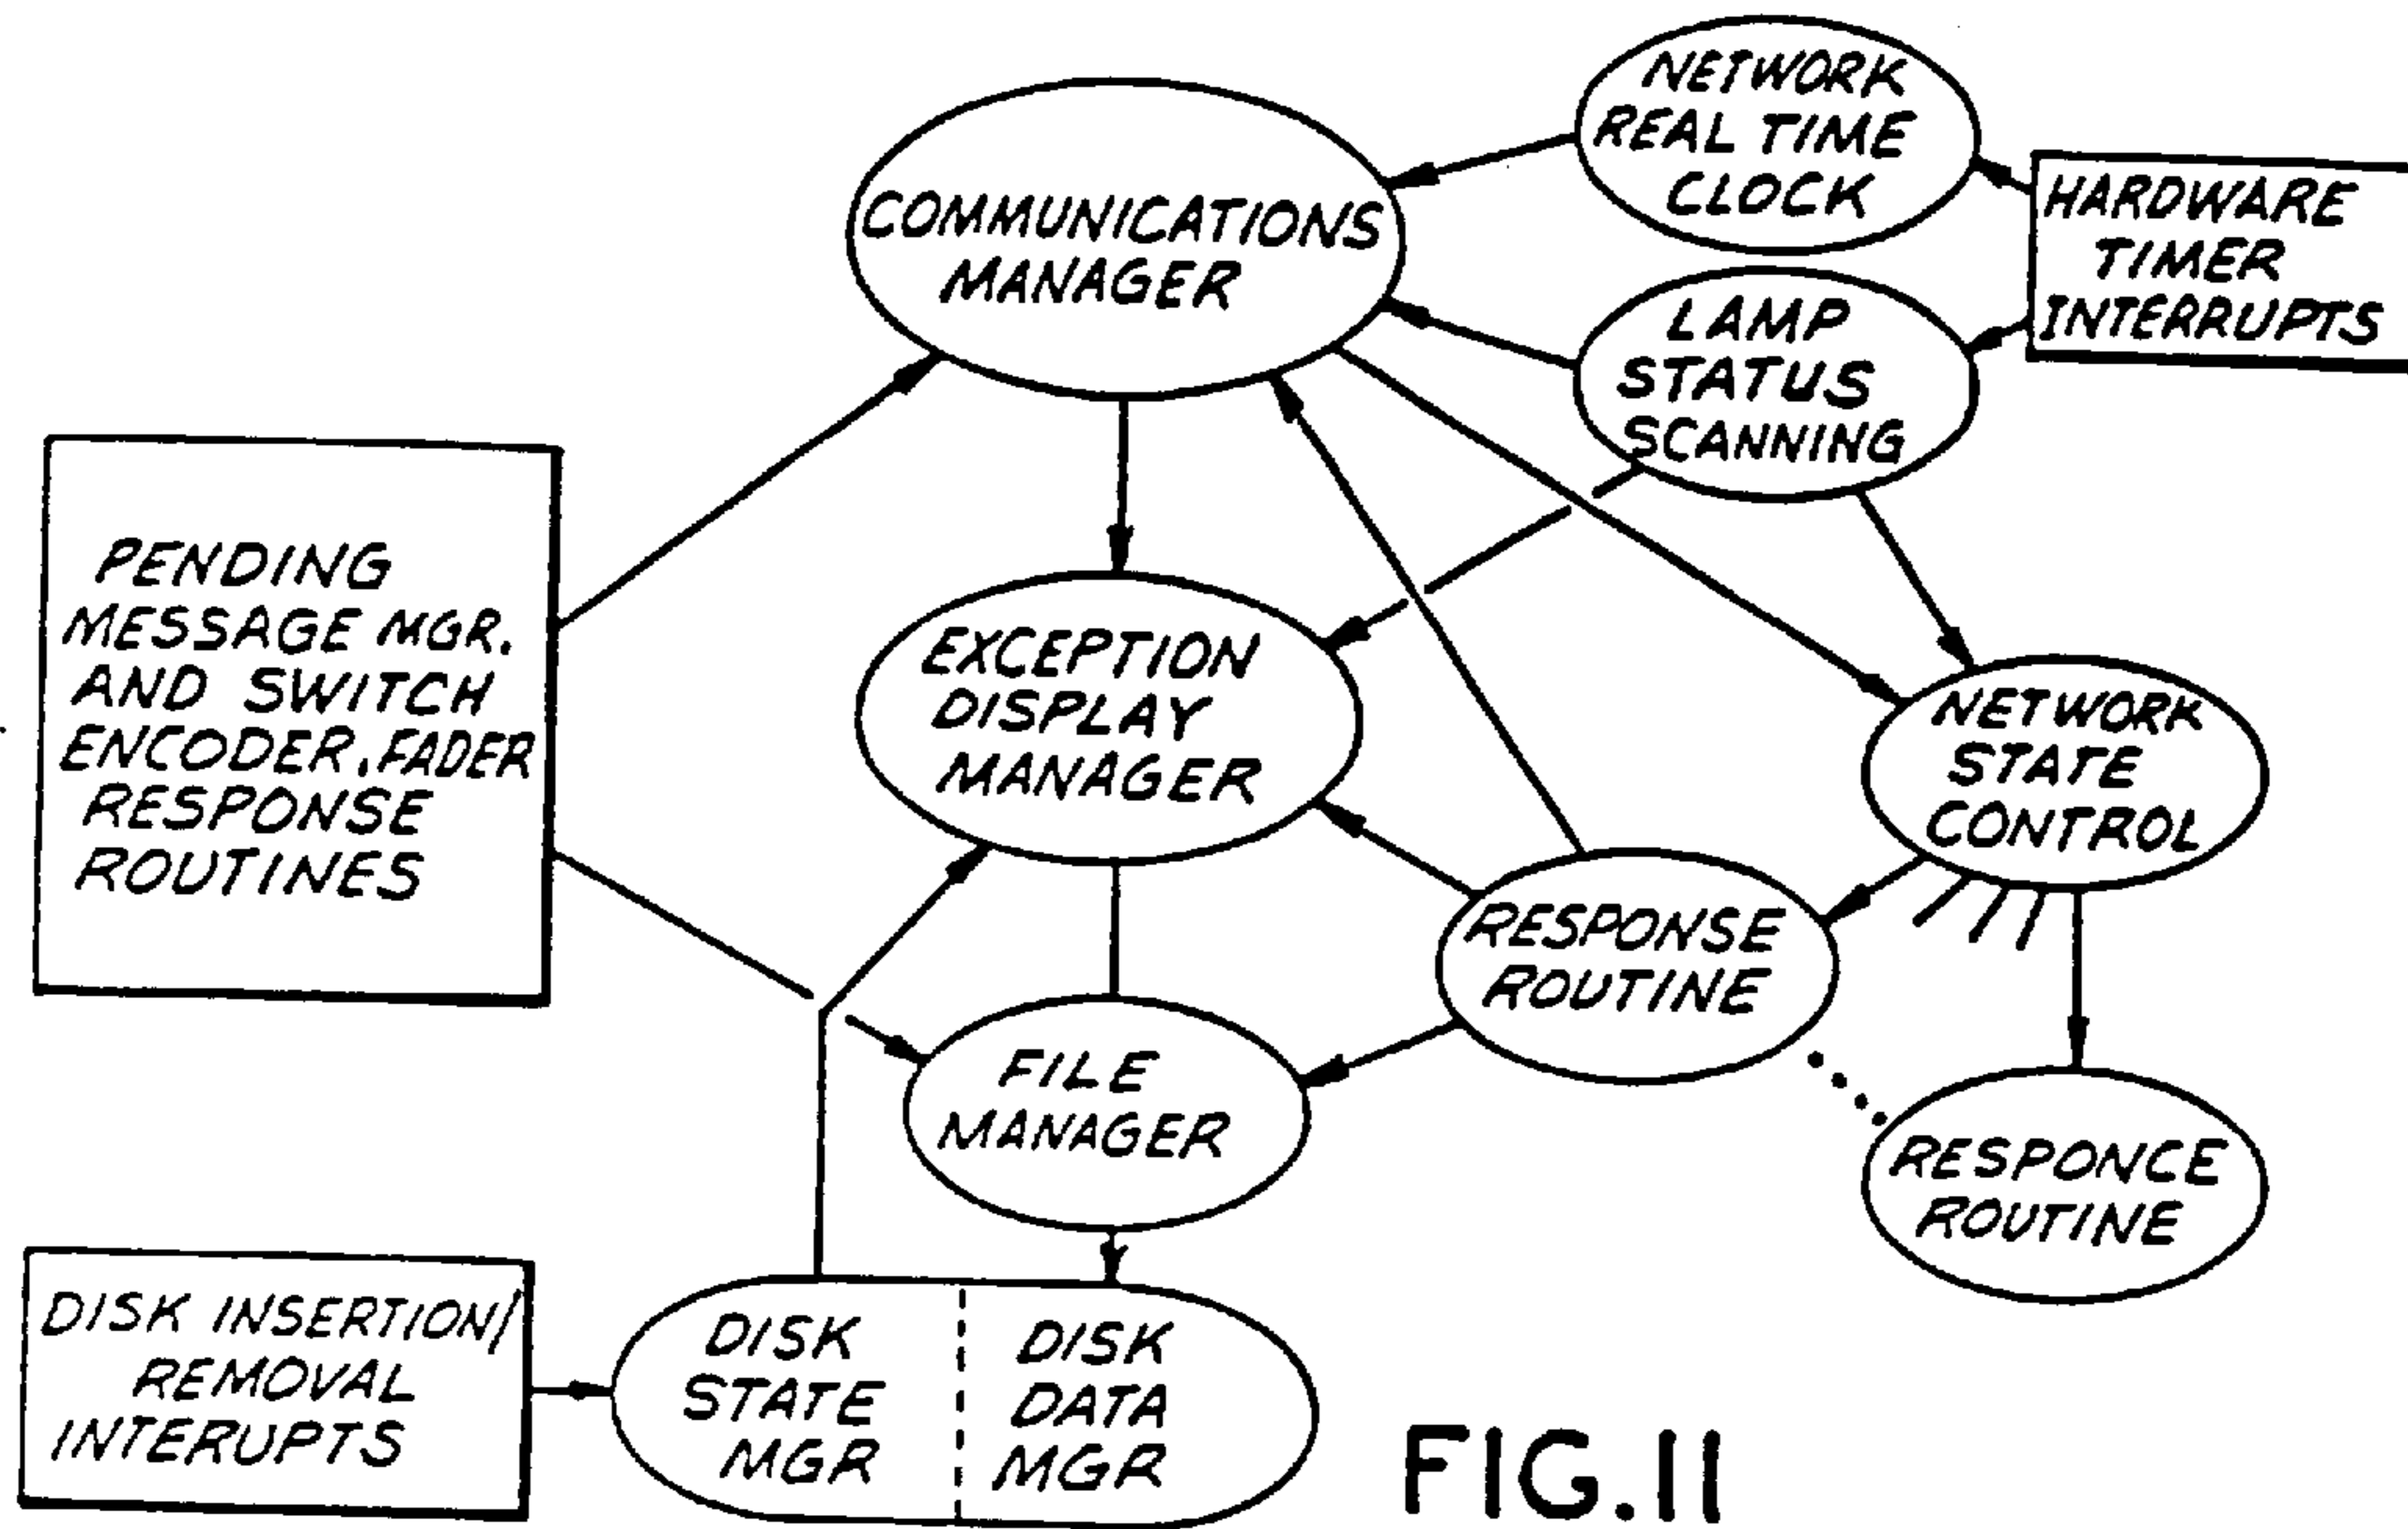 NETWORK
REAL TIME
CLOCK
COMMUNICATIONS
MANAGER
HARDWARE
TIMER
INTERRUPTS
LAMP
STATUS
SCANNING
PENDING
MESSAGE MGR.
AND SWITCH
ENCODER, FADER
RESPONSE
ROUTINES
EXCEPTION
DISPLAY
MANAGER
NETWORK
STATE
CONTROL
RESPONSE
ROUTINE
FILE
MANAGER
RESPONCE
ROUTINE
DISK INSERTION/
REMOVAL
INTERUPTS
DISK
STATE
MGR
DISK
DATA
MGR
FIG.11